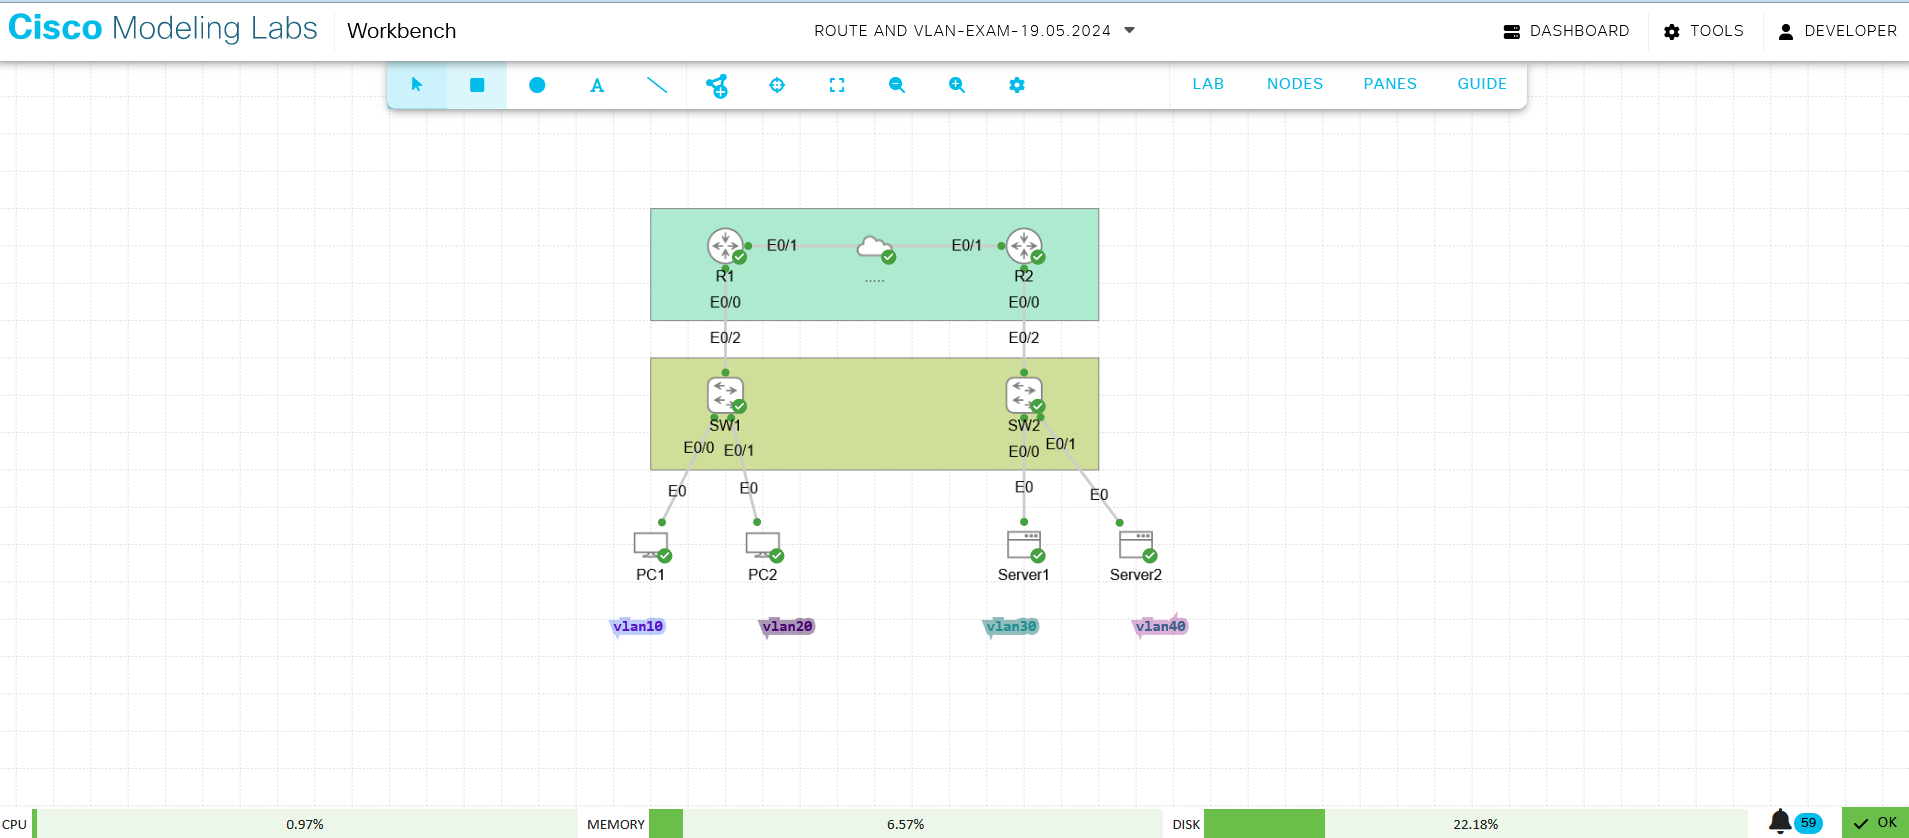 Cisco Modeling Labs Workbench ROUTE AND VLAN-EXAM-19.05.2024 DASHBOARD TOOLS DEVELOPER
A LAB NODES PANES GUIDE
E0/1 E0/1
R1 ..... R2
E0/0 E0/0
E0/2 E0/2
SW1 SW2
E0/0 E0/1 E0/0 E0/1
E0 E0 E0 E0
PC1 PC2 Server1 Server2
vlan10 vlan20 vlan30 vlan40
CPU 0.97% MEMORY 6.57% DISK 22.18% 59 OK